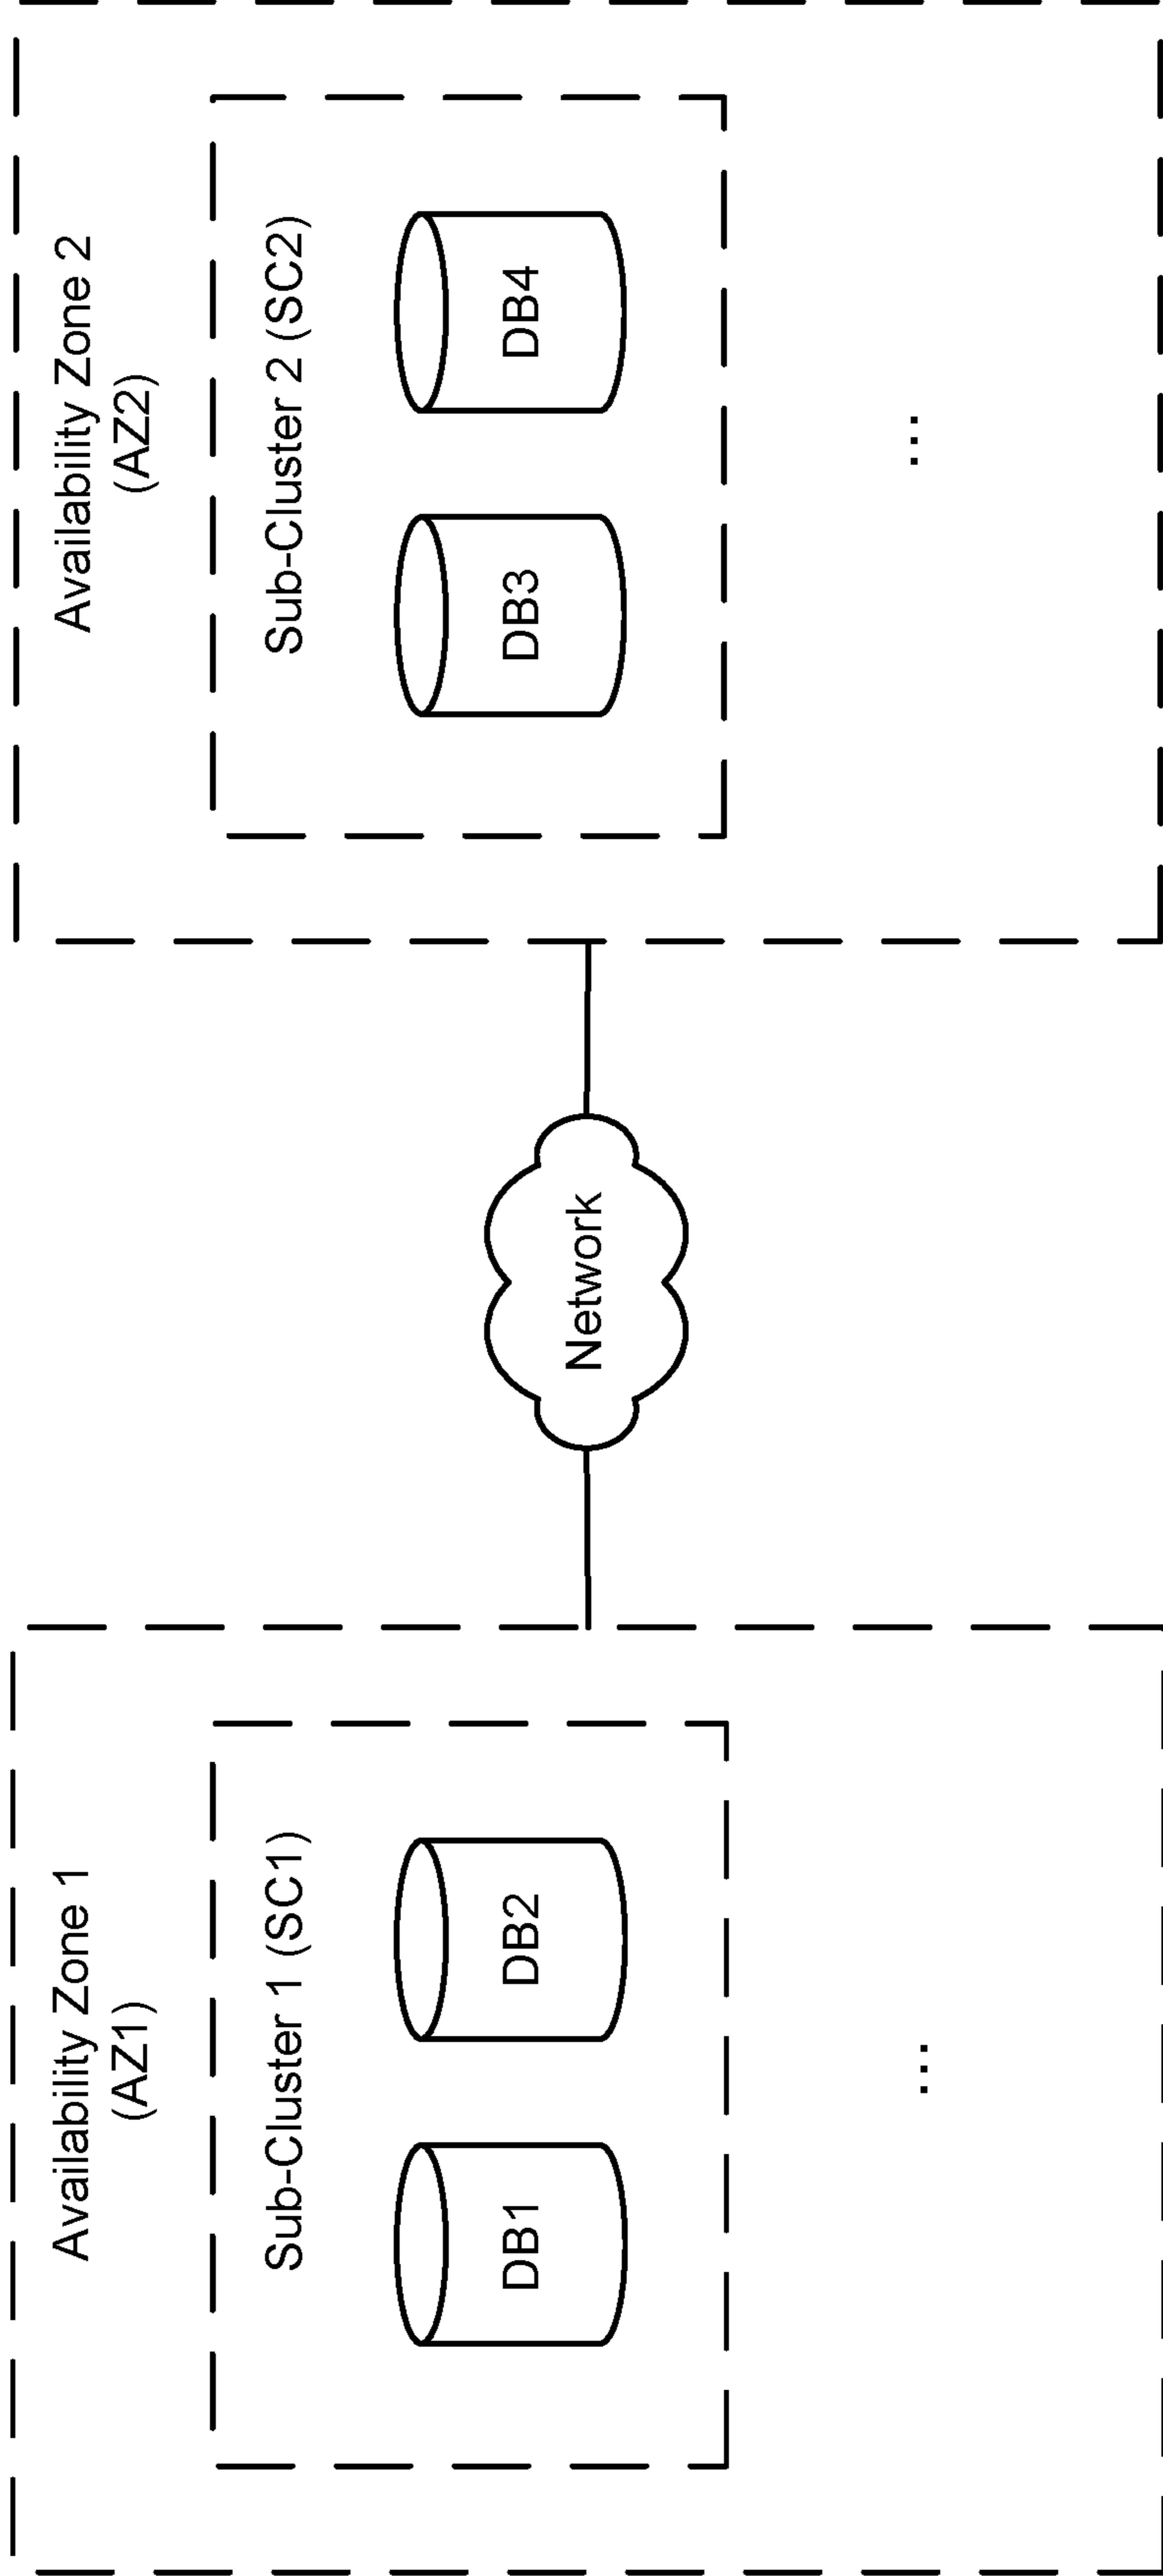 Availability Zone 1
(AZ1)
Sub-Cluster 1 (SC1)
DB1
DB2
...
Network
Availability Zone 2
(AZ2)
Sub-Cluster 2 (SC2)
DB3
DB4
...